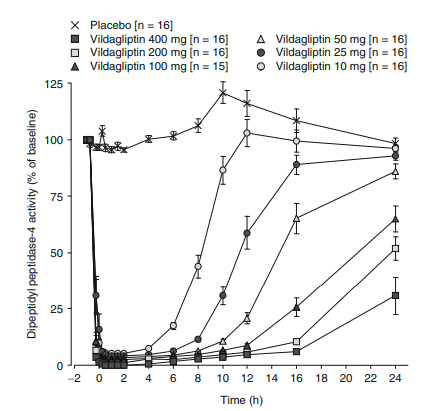 Placebo [n = 16]
Vildagliptin 400 mg [n = 16]
Vildagliptin 200 mg [n = 16]
Vildagliptin 100 mg [n = 15]
Vildagliptin 50 mg [n = 16]
Vildagliptin 25 mg [n = 16]
Vildagliptin 10 mg [n = 16]
Dipeptidyl peptidase-4 activity (% of baseline)
125
100
75
50
25
0
−2 0 2 4 6 8 10 12 14 16 18 20 22 24
Time (h)